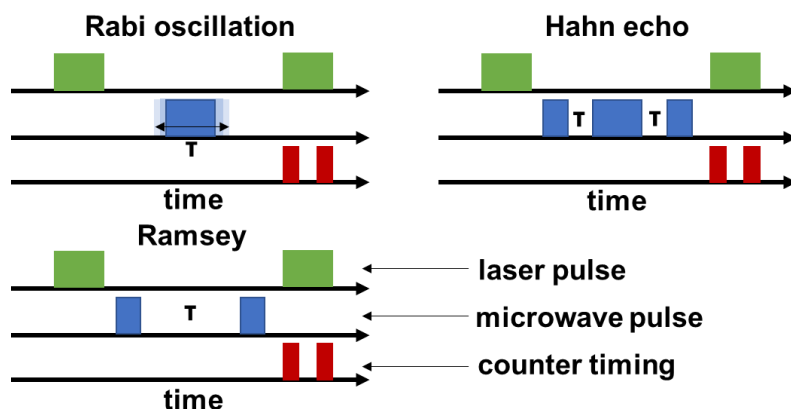 Rabi oscillation
T
time
Hahn echo
T T
time
Ramsey
T
time
laser pulse
microwave pulse
counter timing